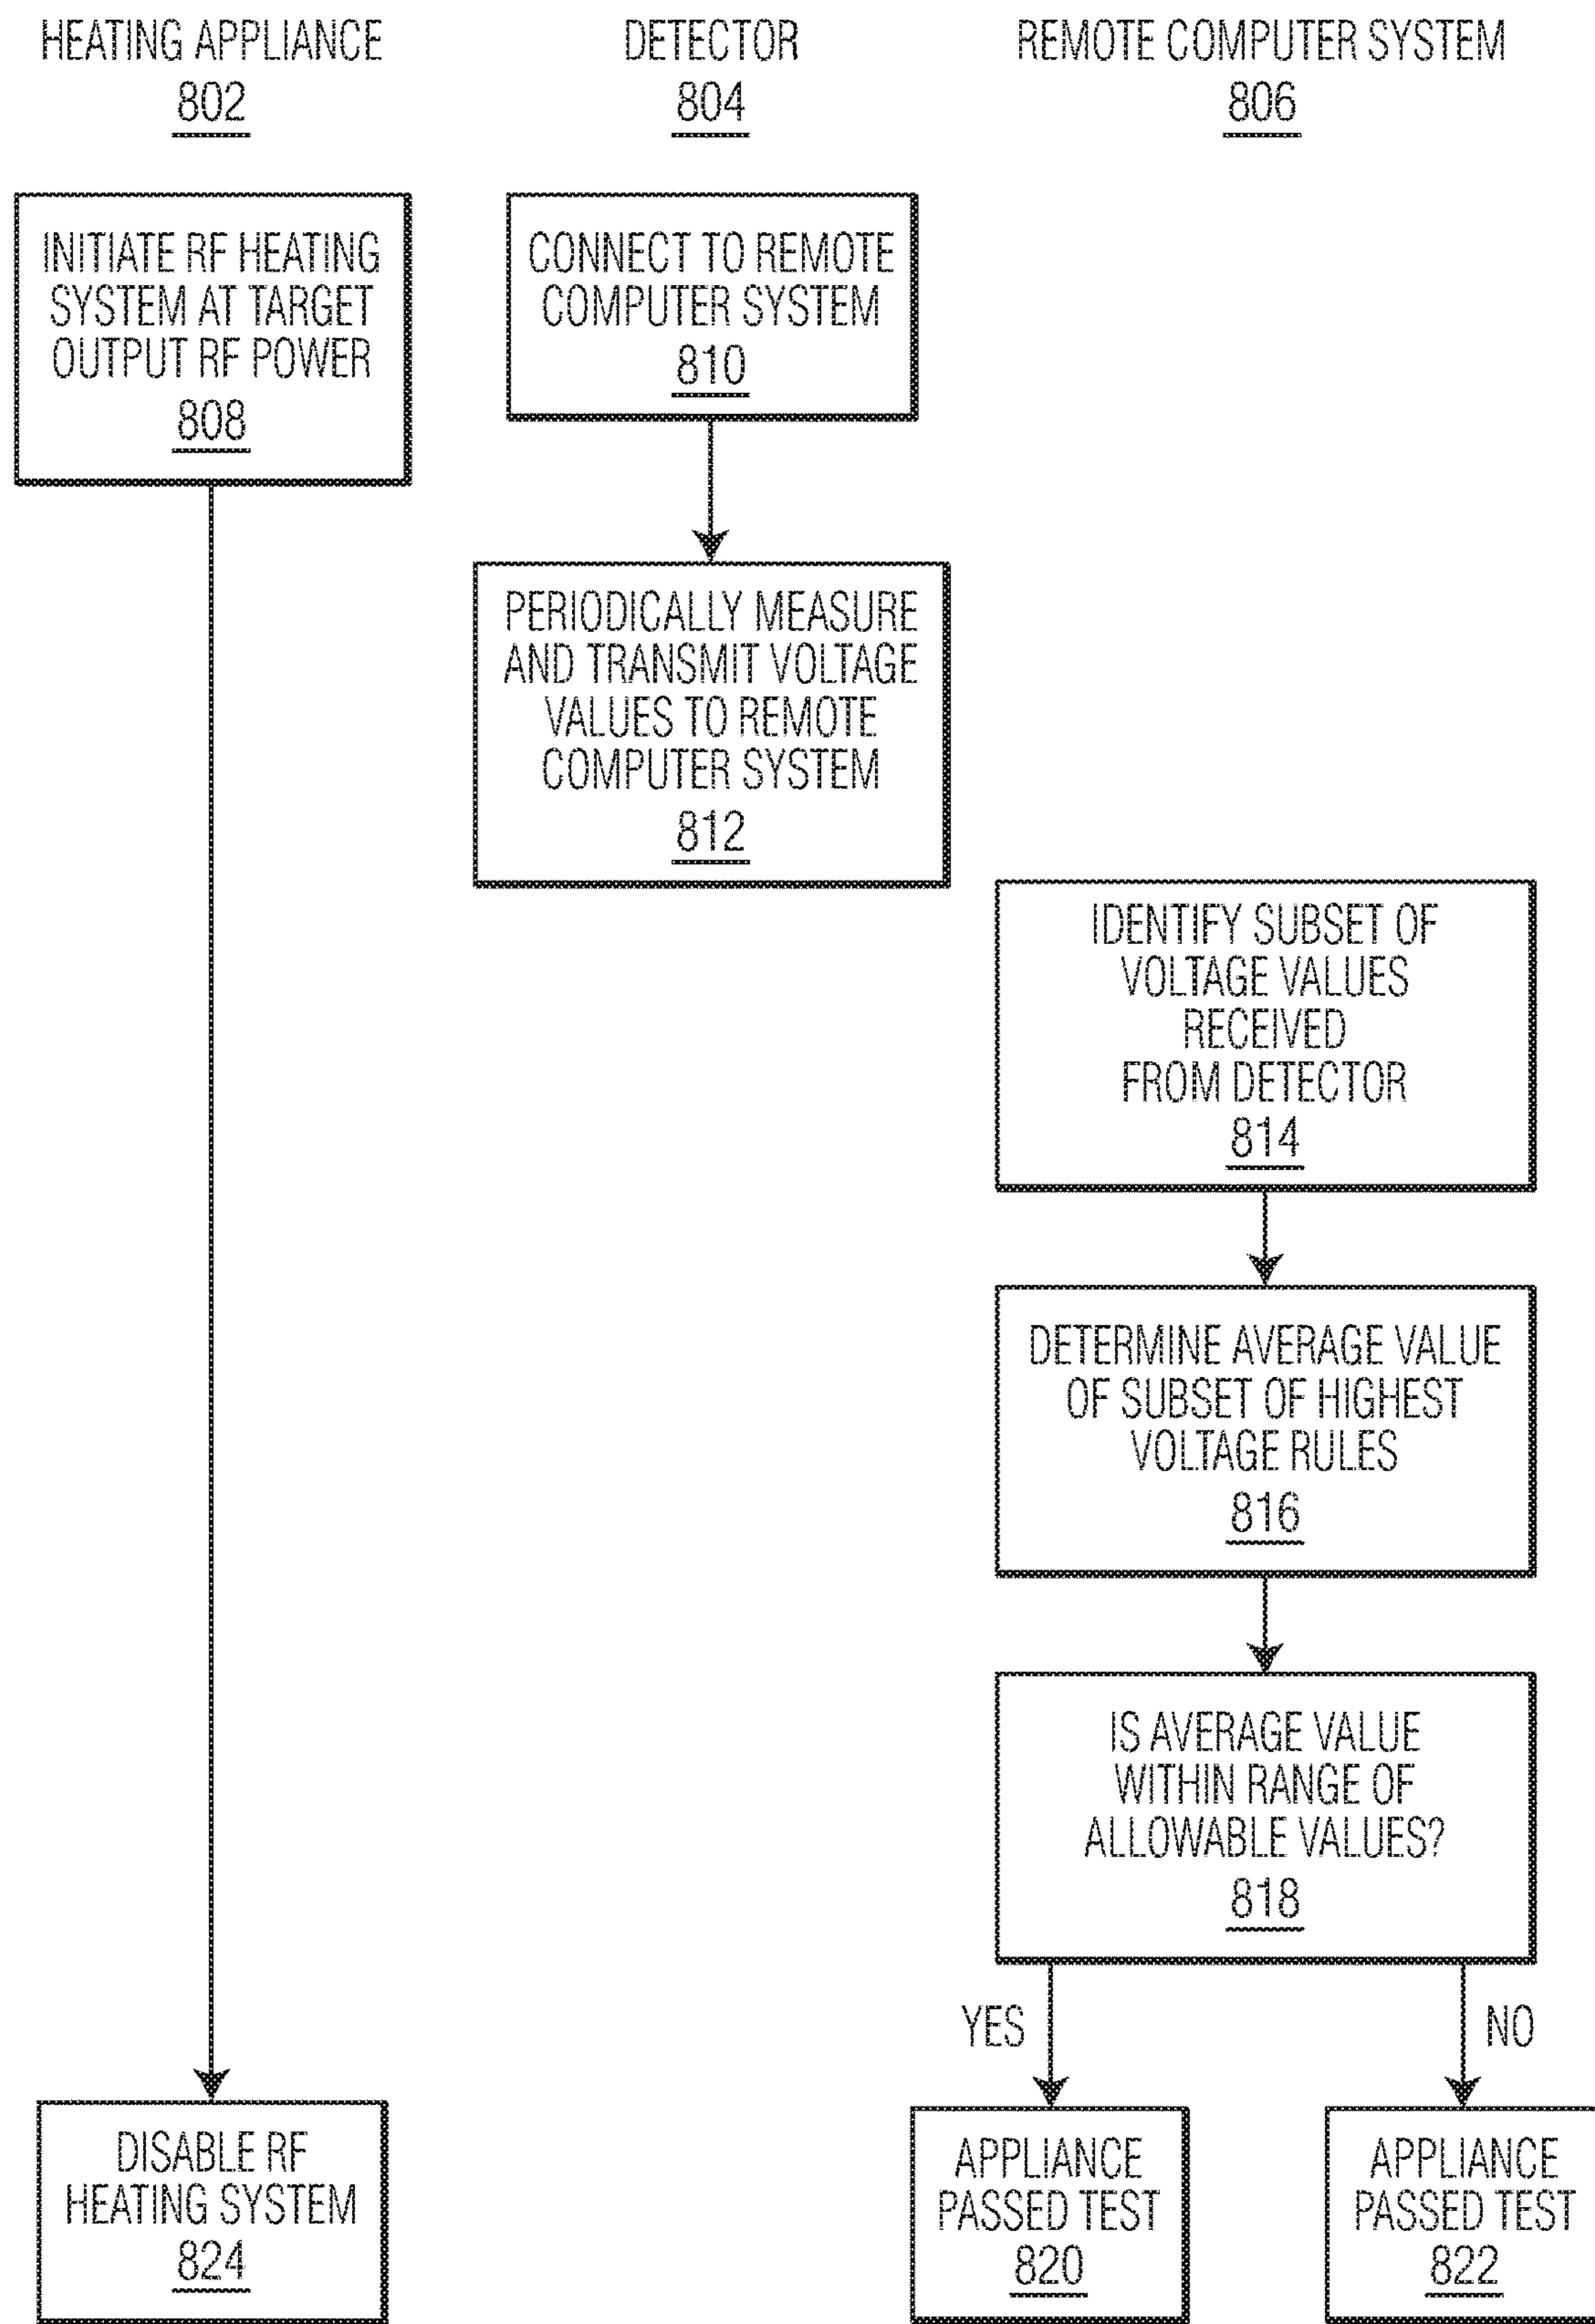 HEATING APPLIANCE
802
DETECTOR
804
REMOTE COMPUTER SYSTEM
806
INITIATE RF HEATING
SYSTEM AT TARGET
OUTPUT RF POWER
808
CONNECT TO REMOTE
COMPUTER SYSTEM
810
PERIODICALLY MEASURE
AND TRANSMIT VOLTAGE
VALUES TO REMOTE
COMPUTER SYSTEM
812
IDENTIFY SUBSET OF
VOLTAGE VALUES
RECEIVED
FROM DETECTOR
814
DETERMINE AVERAGE VALUE
OF SUBSET OF HIGHEST
VOLTAGE RULES
816
IS AVERAGE VALUE
WITHIN RANGE OF
ALLOWABLE VALUES?
818
YES
NO
DISABLE RF
HEATING SYSTEM
824
APPLIANCE
PASSED TEST
820
APPLIANCE
PASSED TEST
822